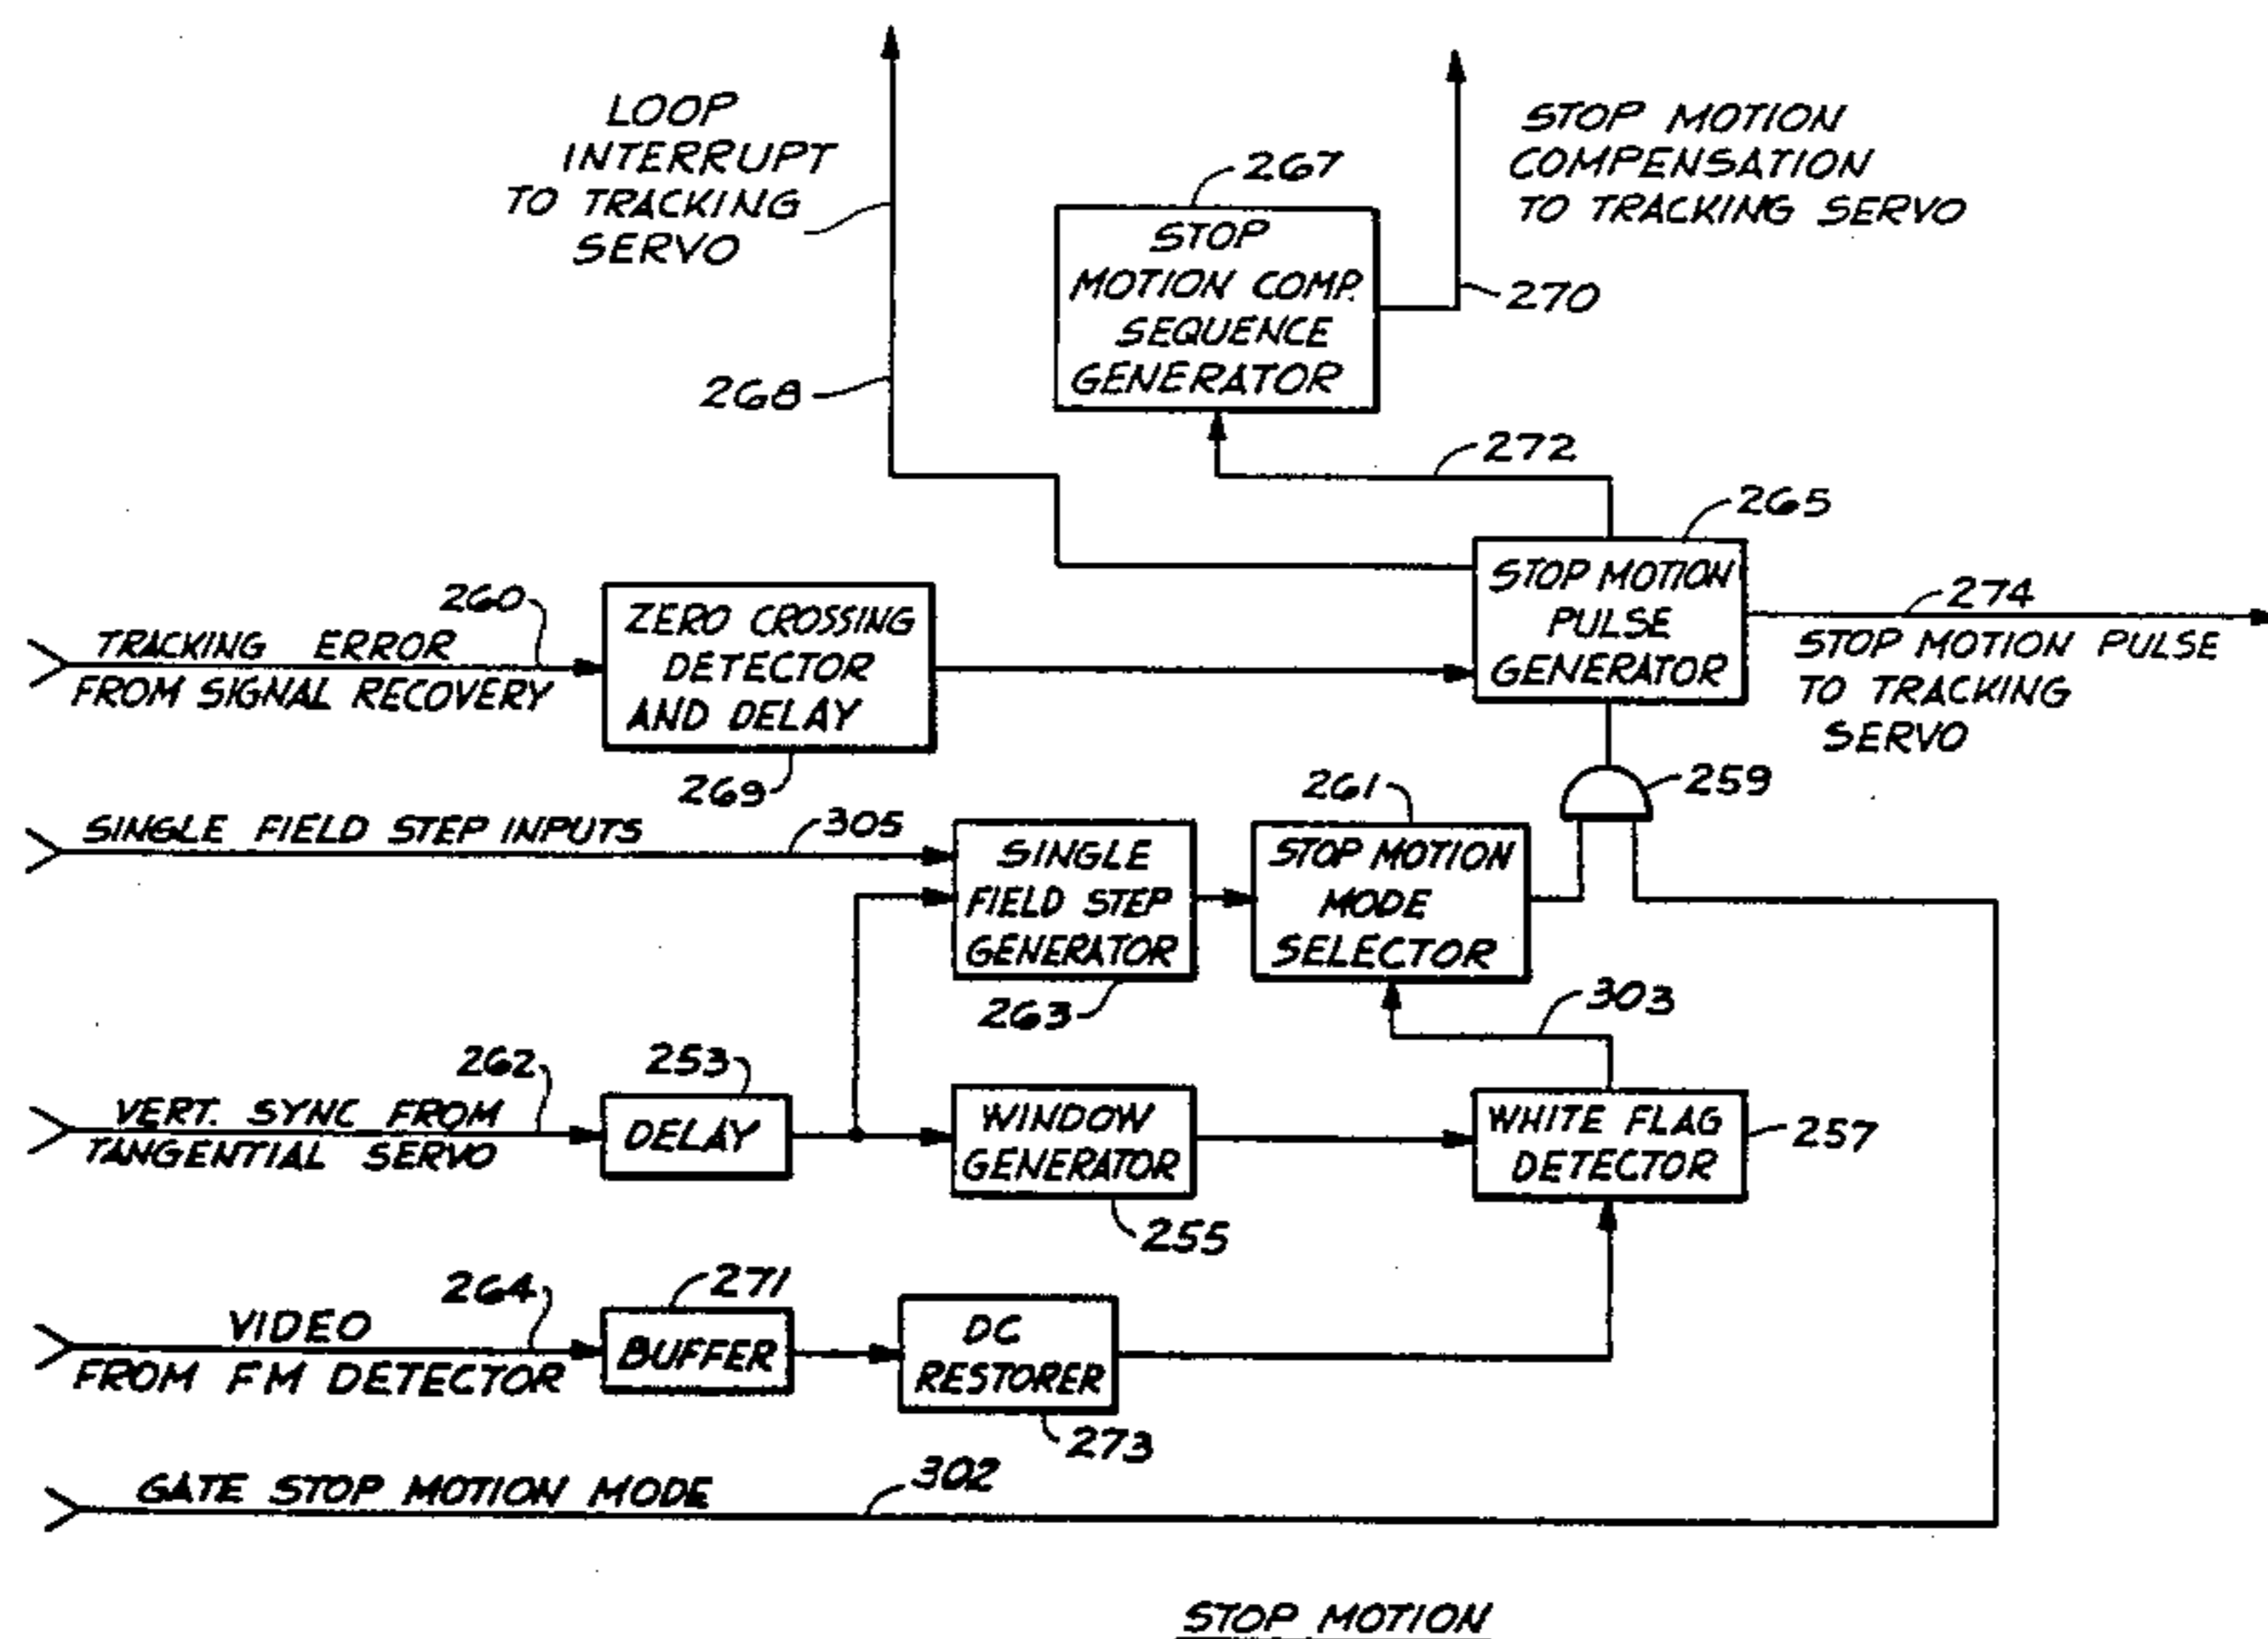 LOOP
INTERRUPT
TO TRACKING
SERVO
268
267
STOP
MOTION COMP.
SEQUENCE
GENERATOR
STOP MOTION
COMPENSATION
TO TRACKING SERVO
270
272
265
STOP MOTION
PULSE
GENERATOR
274
STOP MOTION PULSE
TO TRACKING
SERVO
260
TRACKING ERROR
FROM SIGNAL RECOVERY
ZERO CROSSING
DETECTOR
AND DELAY
269
259
SINGLE FIELD STEP INPUTS
305
SINGLE
FIELD STEP
GENERATOR
263
261
STOP MOTION
MODE
SELECTOR
303
262
VERT. SYNC FROM
TANGENTIAL SERVO
253
DELAY
WINDOW
GENERATOR
255
WHITE FLAG
DETECTOR
257
264
VIDEO
FROM FM DETECTOR
271
BUFFER
DC
RESTORER
273
GATE STOP MOTION MODE
302
STOP MOTION